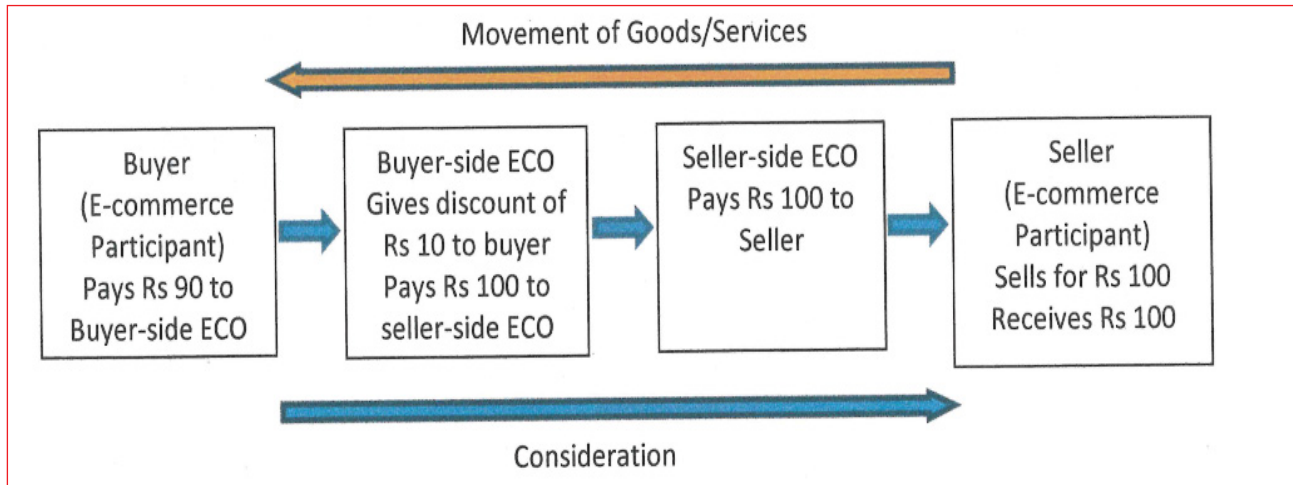 Movement of Goods/Services
Buyer
(E-commerce
Participant)
Pays Rs 90 to
Buyer-side ECO
Buyer-side ECO
Gives discount of
Rs 10 to buyer
Pays Rs 100 to
seller-side ECO
Seller-side ECO
Pays Rs 100 to
Seller
Seller
(E-commerce
Participant)
Sells for Rs 100
Receives Rs 100
Consideration